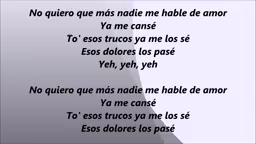 No quiero que más nadie me hable de amor
Ya me cansé
To' esos trucos ya me los sé
Esos dolores los pasé
Yeh, yeh, yeh
No quiero que más nadie me hable de amor
Ya me cansé
To' esos trucos ya me los sé
Esos dolores los pasé